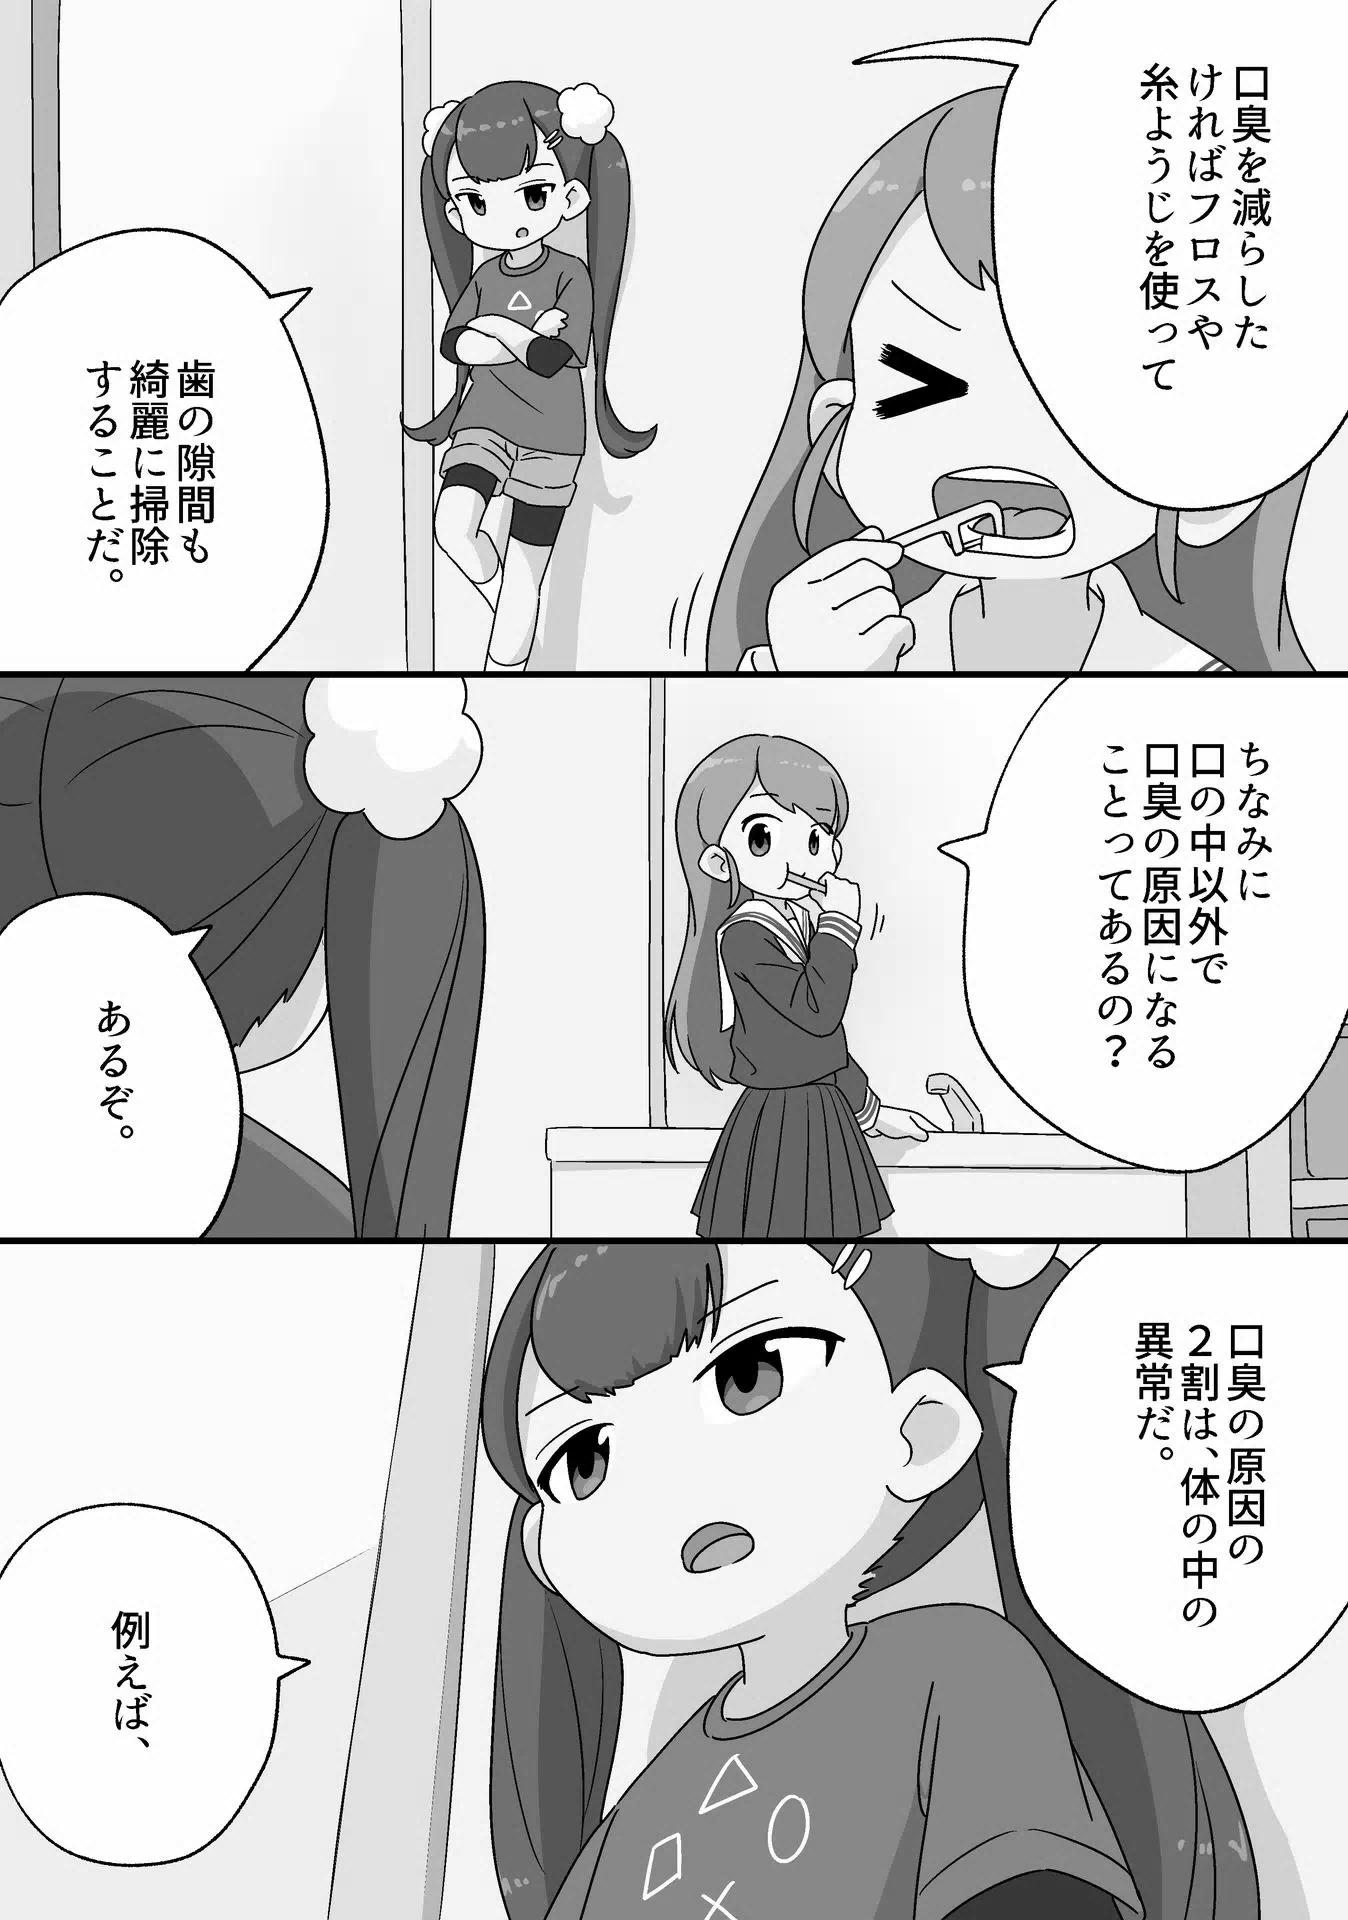 口臭を減らした
ければフロスや
糸ようじを使って
歯の隙間も
綺麗に掃除
することだ。
ちなみに
口の中以外で
口臭の原因になる
ことってあるの？
あるぞ。
口臭の原因の
２割は、体の中の
異常だ。
例えば、